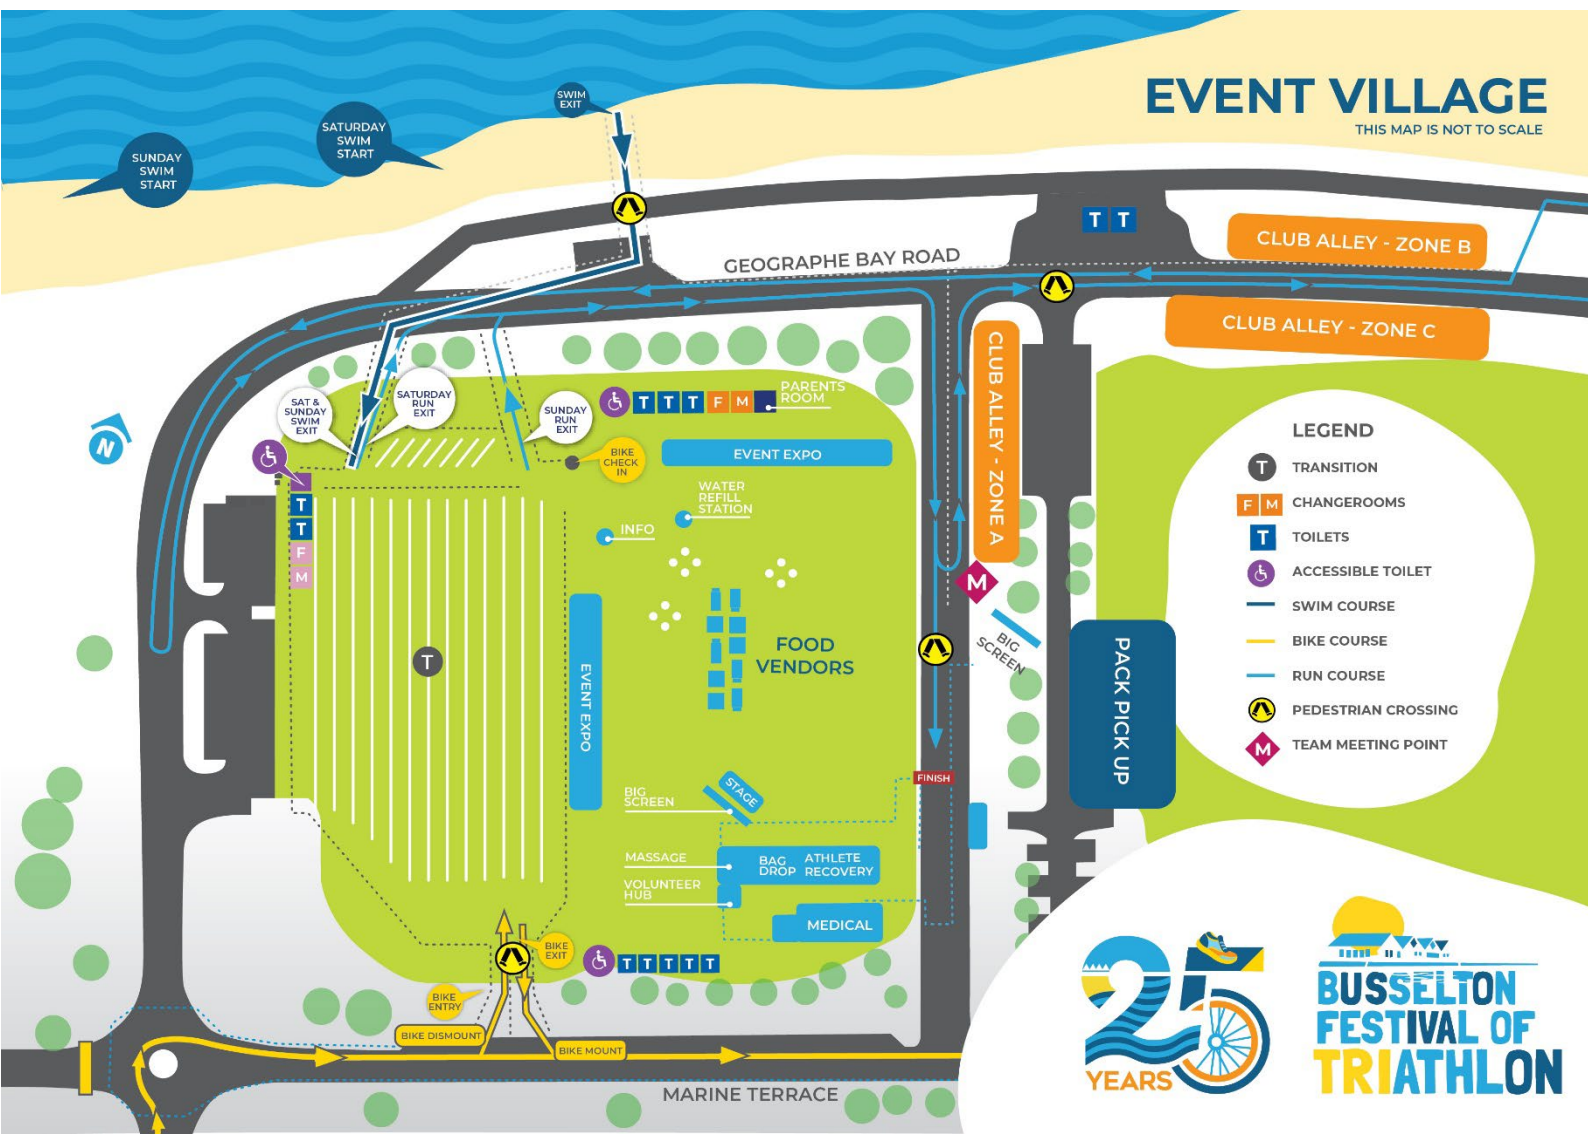 EVENT VILLAGE
THIS MAP IS NOT TO SCALE
SWIM
EXIT
SATURDAY
SWIM
START
SUNDAY
SWIM
START
T T
CLUB ALLEY - ZONE B
GEOGRAPHE BAY ROAD
CLUB ALLEY - ZONE C
CLUB ALLEY - ZONE A
N
SAT &
SUNDAY
SWIM
EXIT
SATURDAY
RUN
EXIT
SUNDAY
RUN
EXIT
T T T F M
PARENTS
ROOM
BIKE
CHECK
IN
EVENT EXPO
WATER
REFILL
STATION
INFO
T
T
F
M
T
EVENT EXPO
FOOD
VENDORS
M
BIG
SCREEN
PACK PICK UP
FINISH
STAGE
BIG
SCREEN
MASSAGE
BAG
DROP
ATHLETE
RECOVERY
VOLUNTEER
HUB
MEDICAL
BIKE
EXIT
T T T T T
BIKE
ENTRY
BIKE DISMOUNT
BIKE MOUNT
MARINE TERRACE
LEGEND
T TRANSITION
F M CHANGEROOMS
T TOILETS
ACCESSIBLE TOILET
SWIM COURSE
BIKE COURSE
RUN COURSE
PEDESTRIAN CROSSING
M TEAM MEETING POINT
25
YEARS
BUSSELTON
FESTIVAL OF
TRIATHLON